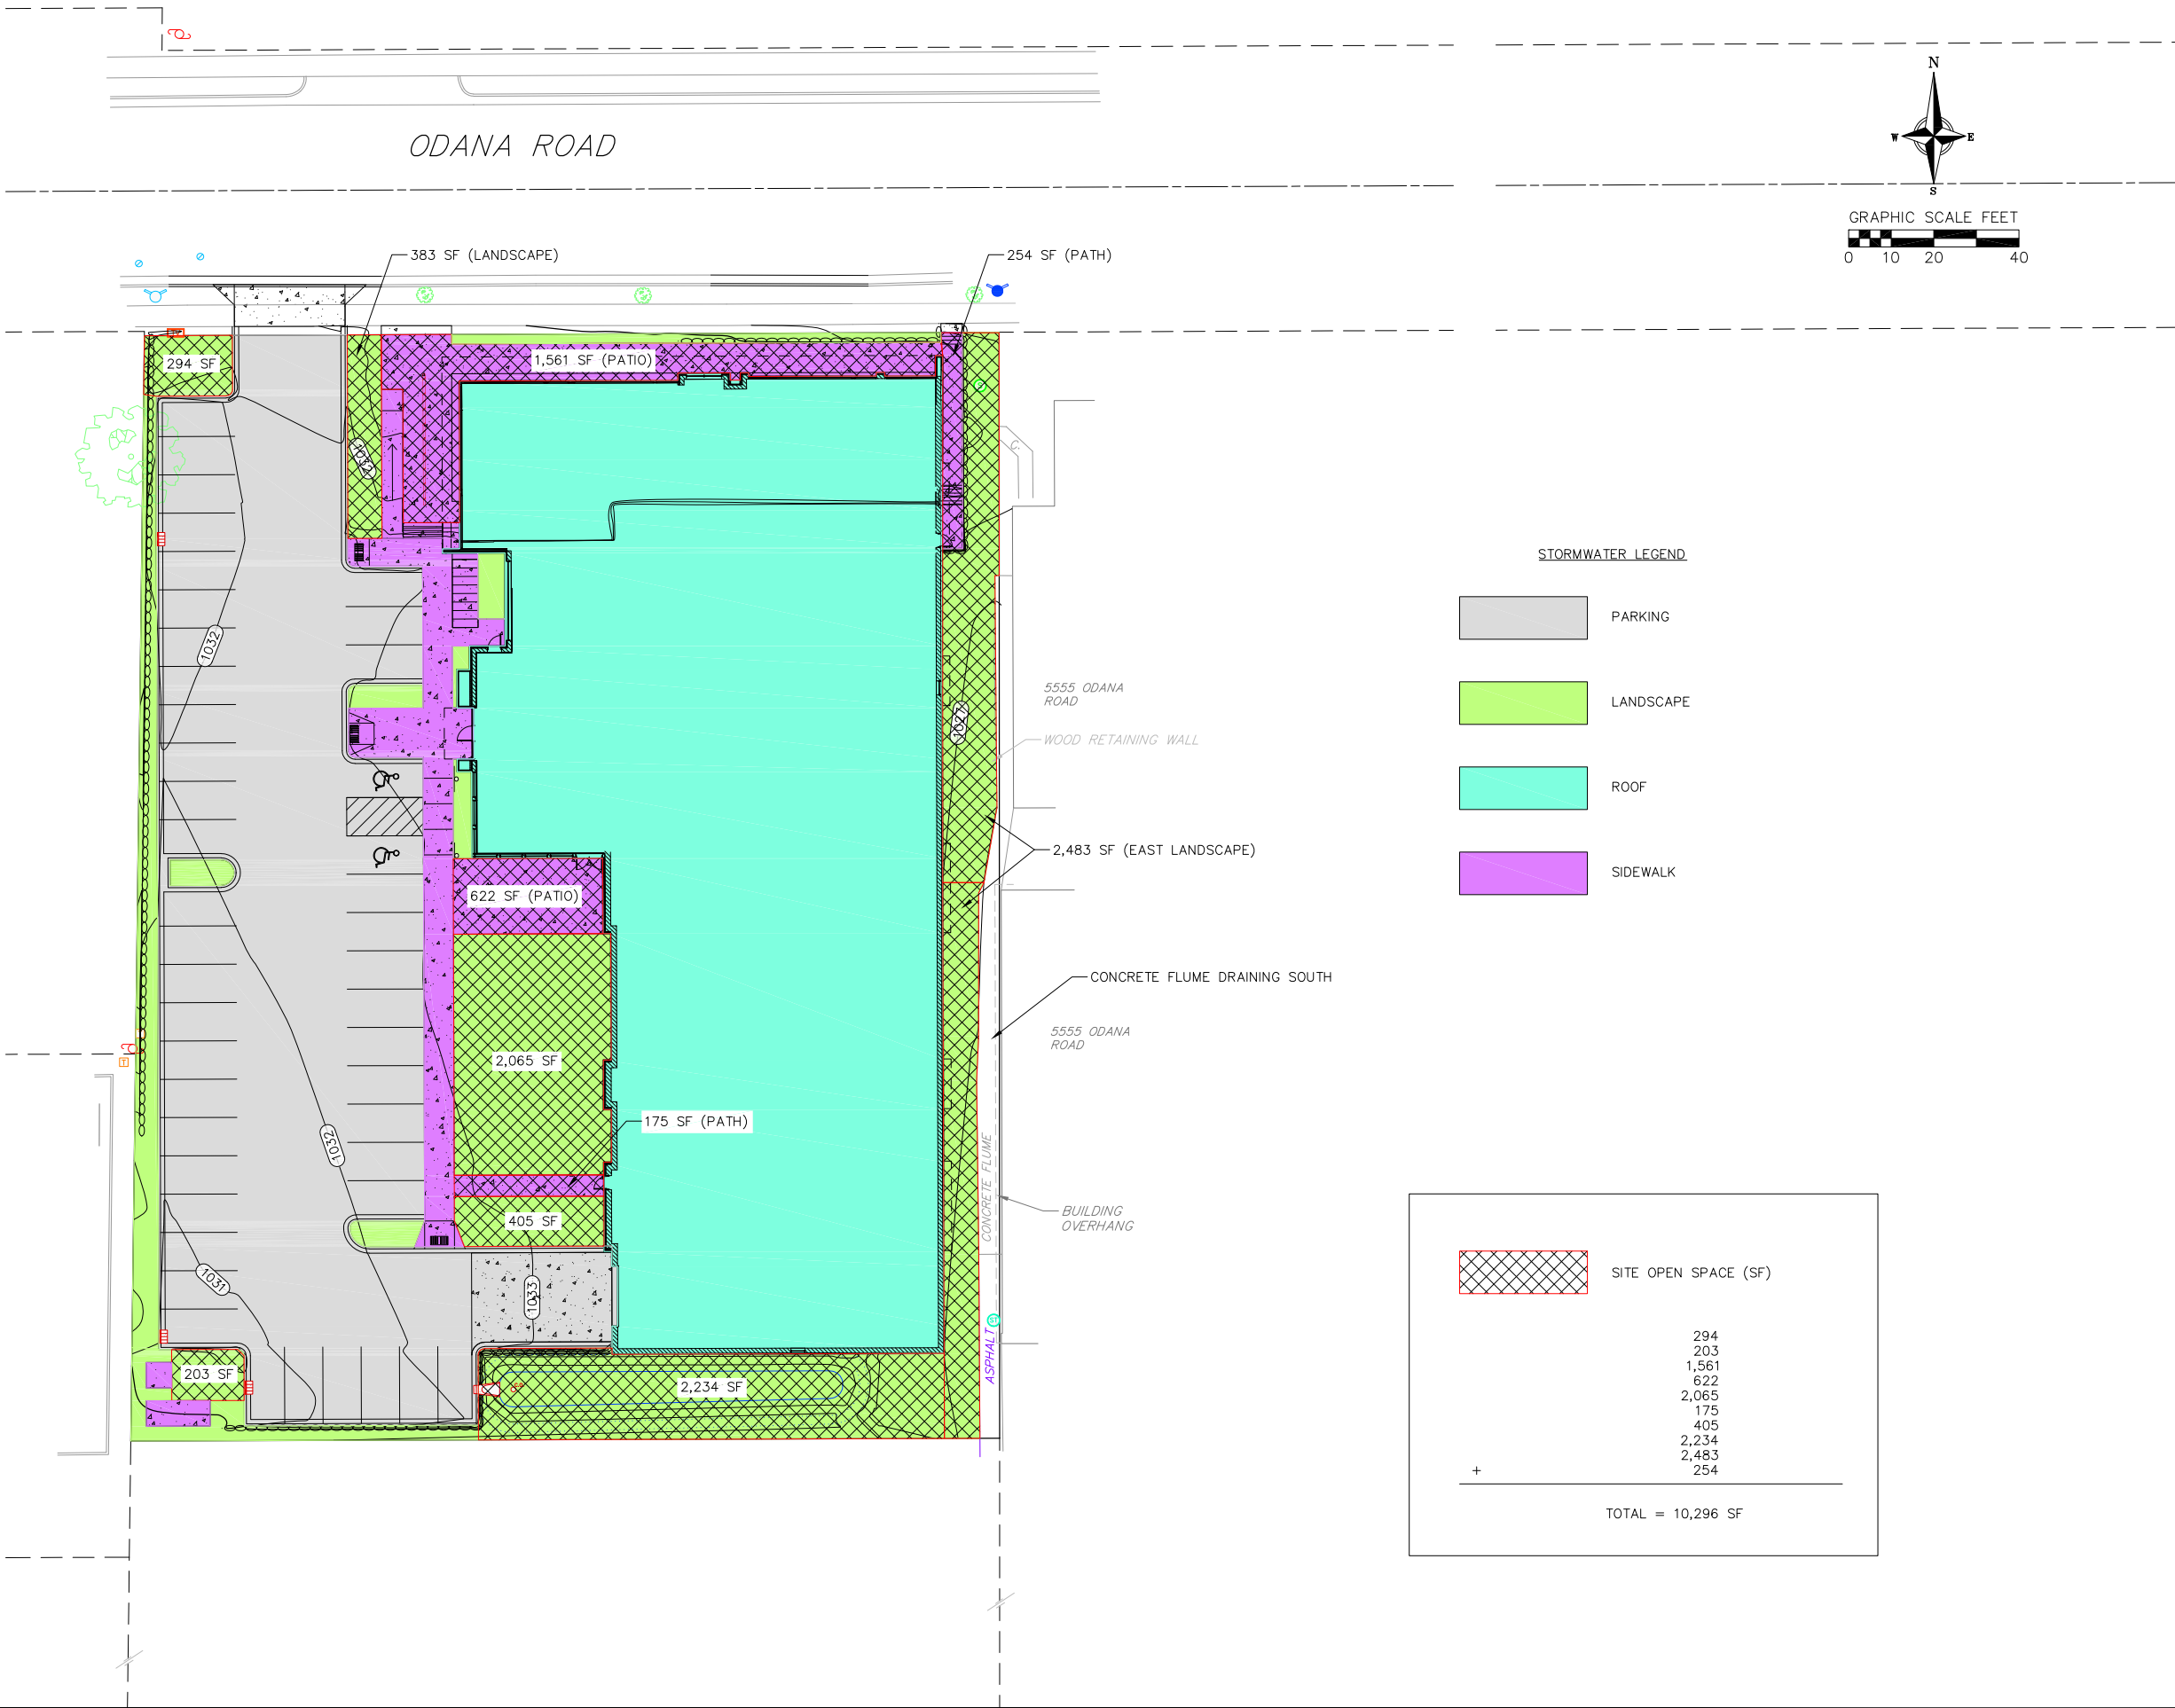 N
W
E
S
ODANA ROAD
GRAPHIC SCALE FEET
0 10 20 40
383 SF (LANDSCAPE)
254 SF (PATH)
294 SF
1,561 SF (PATIO)
1032
G
STORMWATER LEGEND
PARKING
1032
5555 ODANA
ROAD
LANDSCAPE
1027
WOOD RETAINING WALL
ROOF
2,483 SF (EAST LANDSCAPE)
SIDEWALK
622 SF (PATIO)
CONCRETE FLUME DRAINING SOUTH
5555 ODANA
ROAD
T
2,065 SF
175 SF (PATH)
1032
CONCRETE FLUME
405 SF
BUILDING
OVERHANG
1031
1033
SITE OPEN SPACE (SF)
ST
ASPHALT
203 SF
2,234 SF
294
203
1,561
622
2,065
175
405
2,234
2,483
+ 254
TOTAL = 10,296 SF